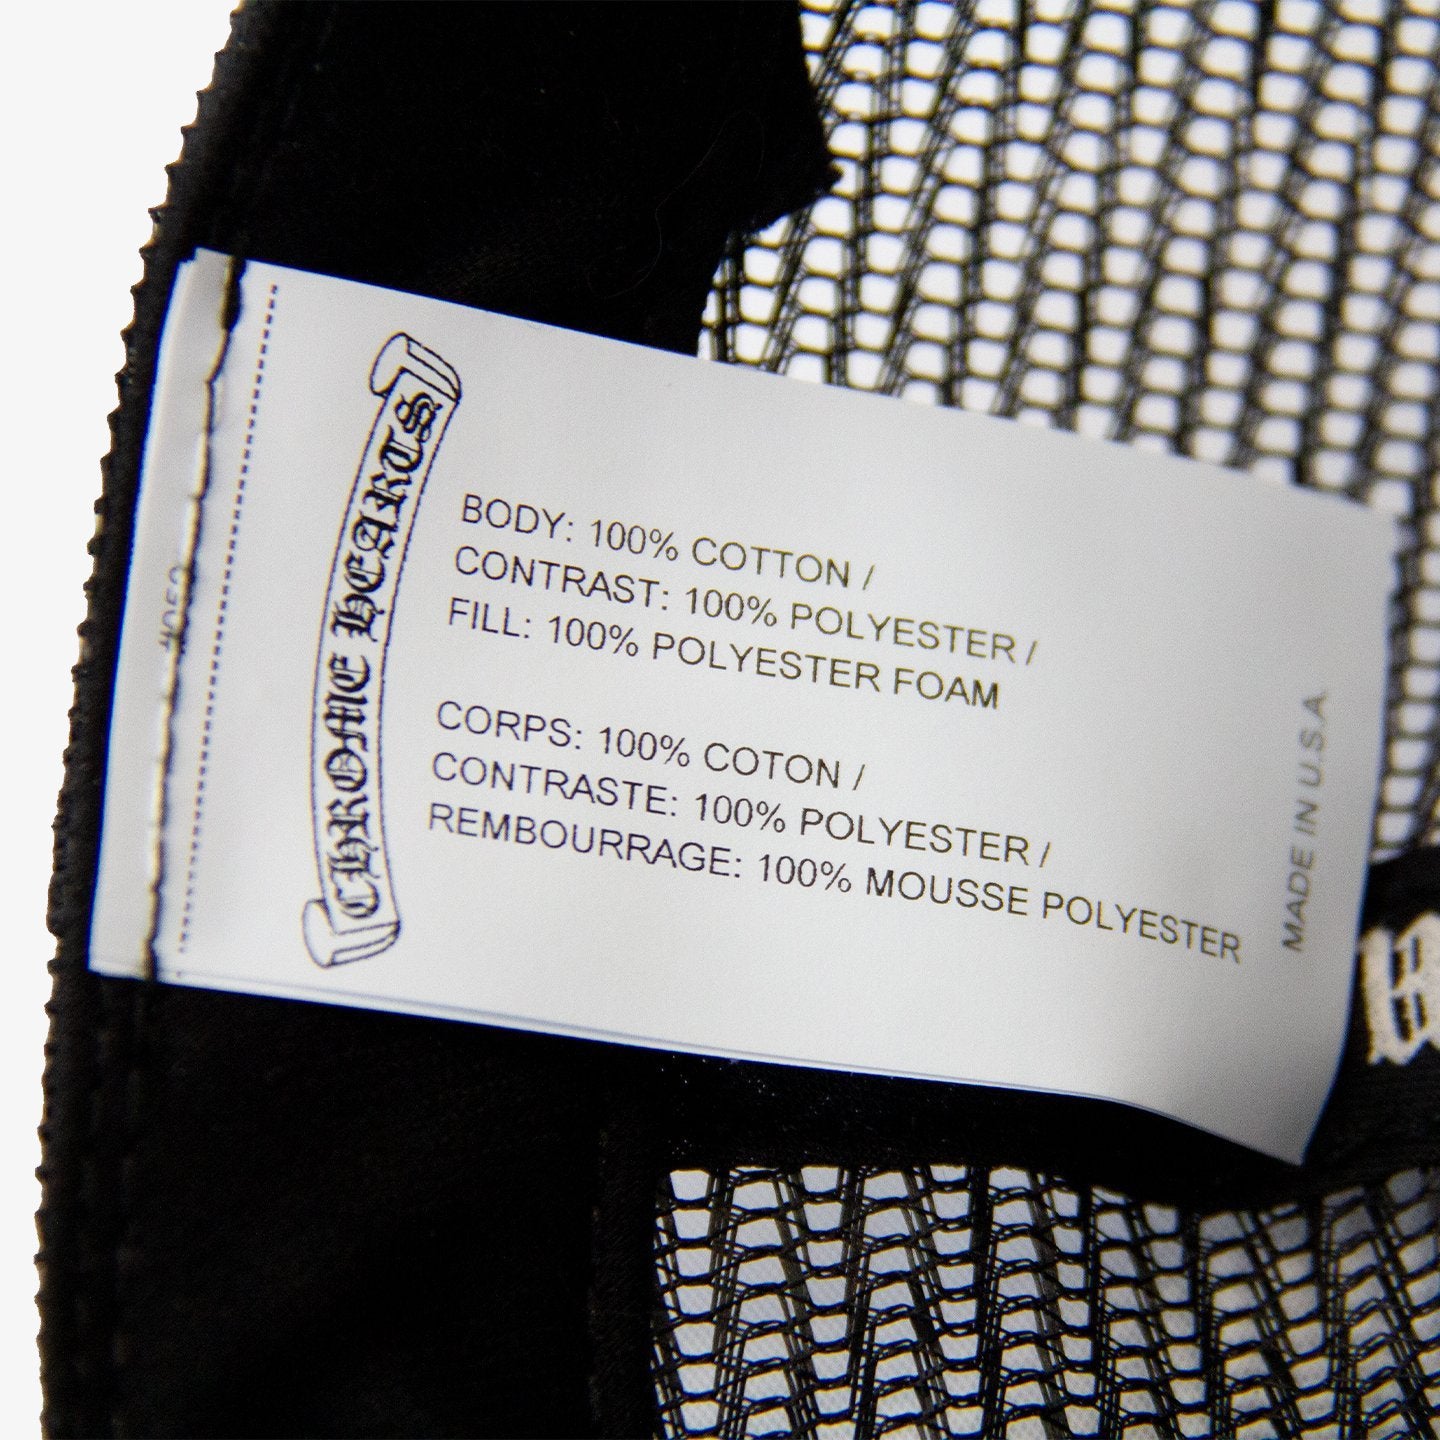 CHROME HEARTS
BODY: 100% COTTON /
CONTRAST: 100% POLYESTER /
FILL: 100% POLYESTER FOAM
CORPS: 100% COTON /
CONTRASTE: 100% POLYESTER /
REMBOURRAGE: 100% MOUSSE POLYESTER
MADE IN U.S.A.